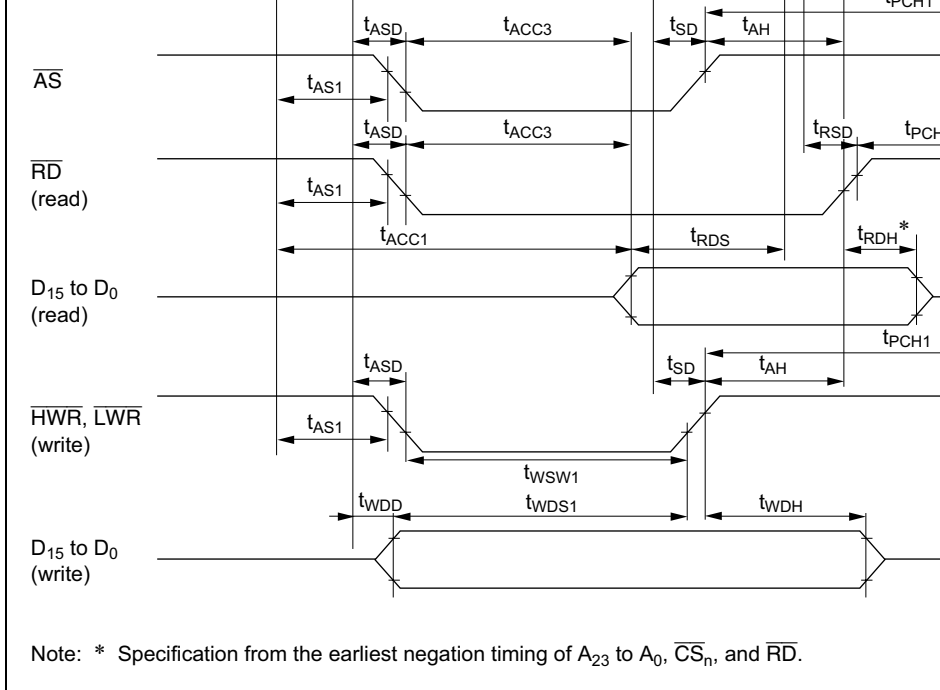 tPCH1
tASD tACC3 tSD tAH
AS
tAS1
tASD tACC3 tRSD tPCH
RD
(read)
tAS1
tACC1 tRDS tRDH*
D15 to D0
(read)
tPCH1
tASD tSD tAH
HWR, LWR
(write)
tAS1
tWSW1
tWDD tWDS1 tWDH
D15 to D0
(write)
Note: * Specification from the earliest negation timing of A23 to A0, CSn, and RD.